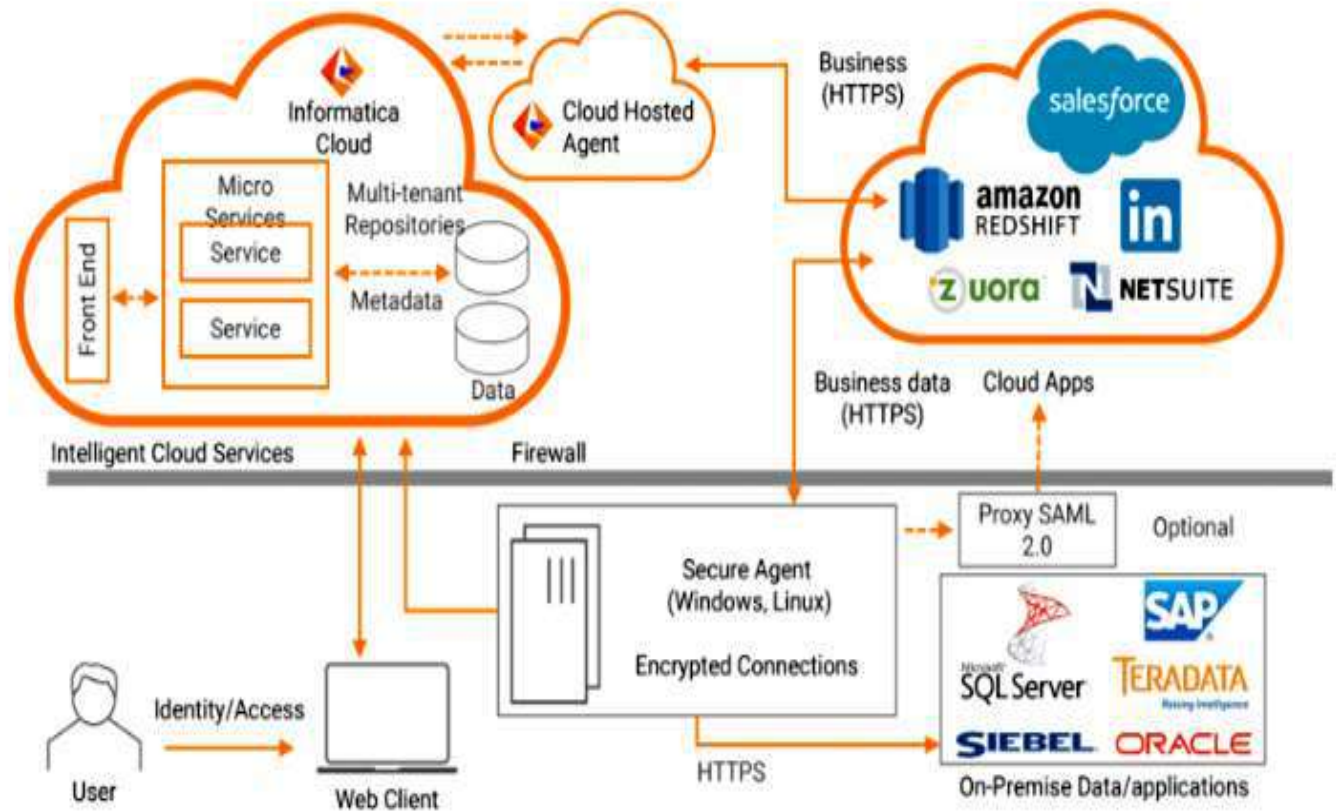 Informatica
Cloud
Micro
Services
Service
Service
Front End
Multi-tenant
Repositories
Metadata
Data
Cloud Hosted
Agent
Business
(HTTPS)
salesforce
amazon
REDSHIFT
in
zuora
N
NETSUITE
Business data
(HTTPS)
Cloud Apps
Intelligent Cloud Services
Firewall
Secure Agent
(Windows, Linux)
Encrypted Connections
Proxy SAML
2.0
Optional
Microsoft
SQL Server
SAP
TERADATA
Raising Intelligence
SIEBEL
ORACLE
On-Premise Data/applications
HTTPS
Identity/Access
User
Web Client